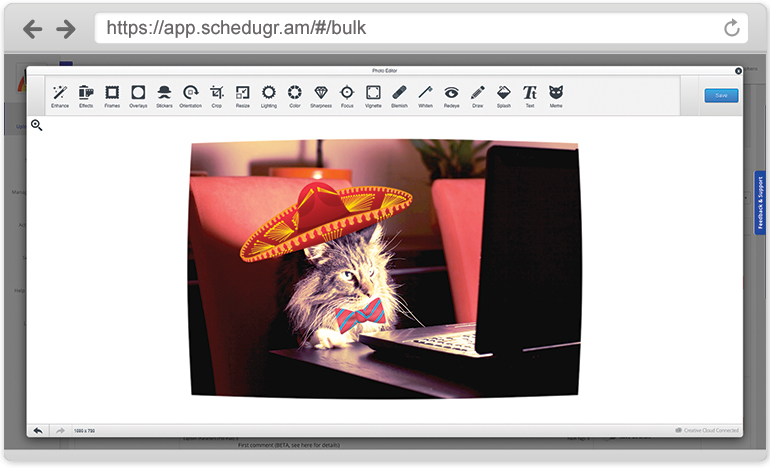 https://app.schedugr.am/#/bulk
Photo Editor
Enhance Effects Frames Overlays Stickers Orientation Crop Resize Lighting Color Sharpness Focus Vignette Blemish Whiten Redeye Draw Splash Text Meme
Save
Feedback & Support
Creative Cloud Connected
First comment (BETA, see here for details)